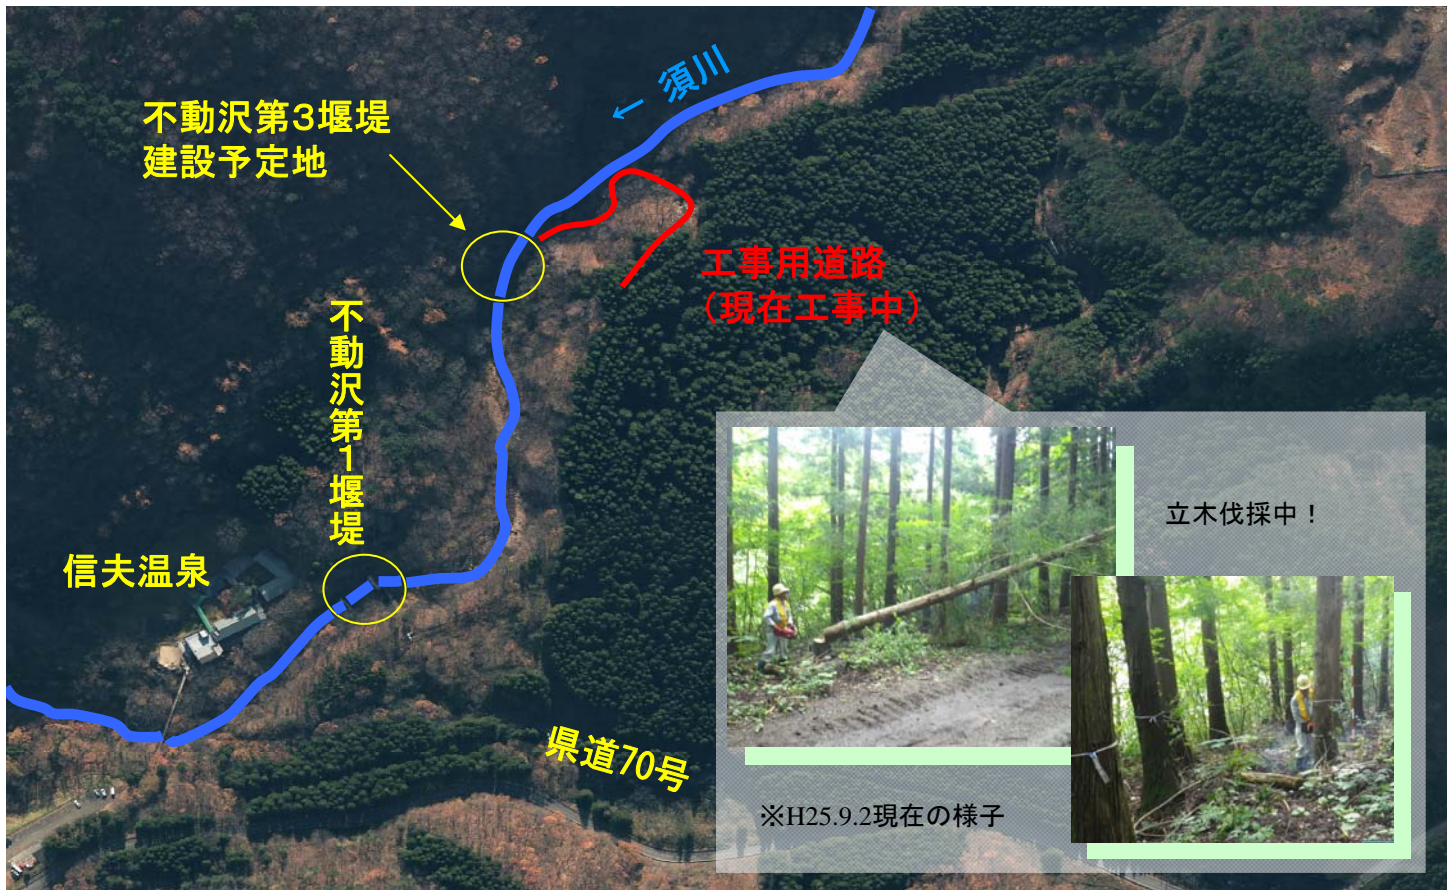 ← 須川
不動沢第３堰堤
建設予定地
工事用道路
（現在工事中）
不動沢第１堰堤
信夫温泉
県道70号
立木伐採中！
※H25.9.2現在の様子